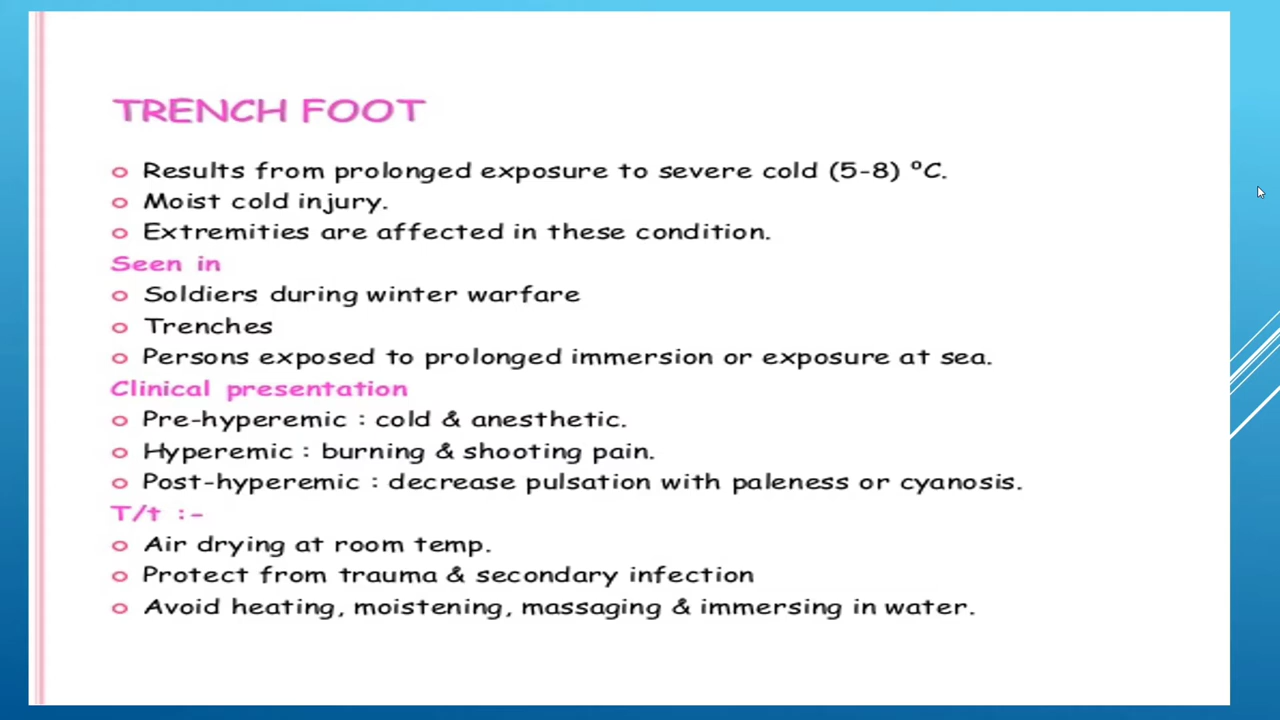 TRENCH FOOT
Results from prolonged exposure to severe cold (5-8) °C.
Moist cold injury.
Extremities are affected in these condition.
Seen in
Soldiers during winter warfare
Trenches
Persons exposed to prolonged immersion or exposure at sea.
Clinical presentation
Pre-hyperemic : cold & anesthetic.
Hyperemic : burning & shooting pain.
Post-hyperemic : decrease pulsation with paleness or cyanosis.
T/t :-
Air drying at room temp.
Protect from trauma & secondary infection
Avoid heating, moistening, massaging & immersing in water.